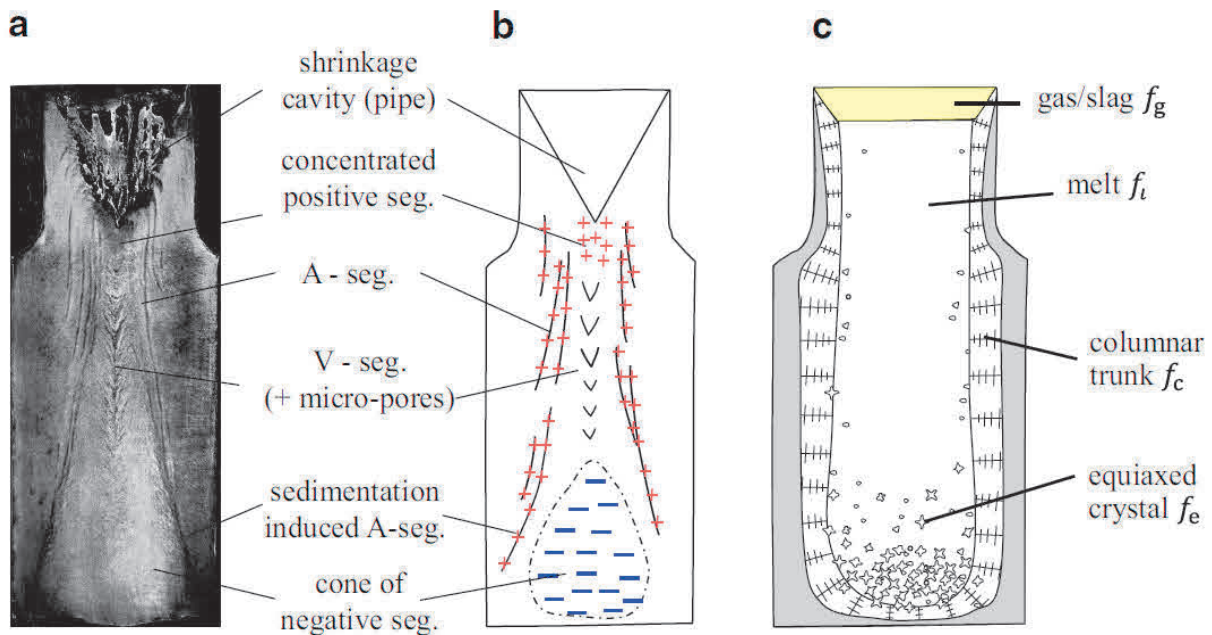 a
b
c
shrinkage
cavity (pipe)
concentrated
positive seg.
A - seg.
V - seg.
(+ micro-pores)
sedimentation
induced A-seg.
cone of
negative seg.
gas/slag f_g
melt f_l
columnar
trunk f_c
equiaxed
crystal f_e